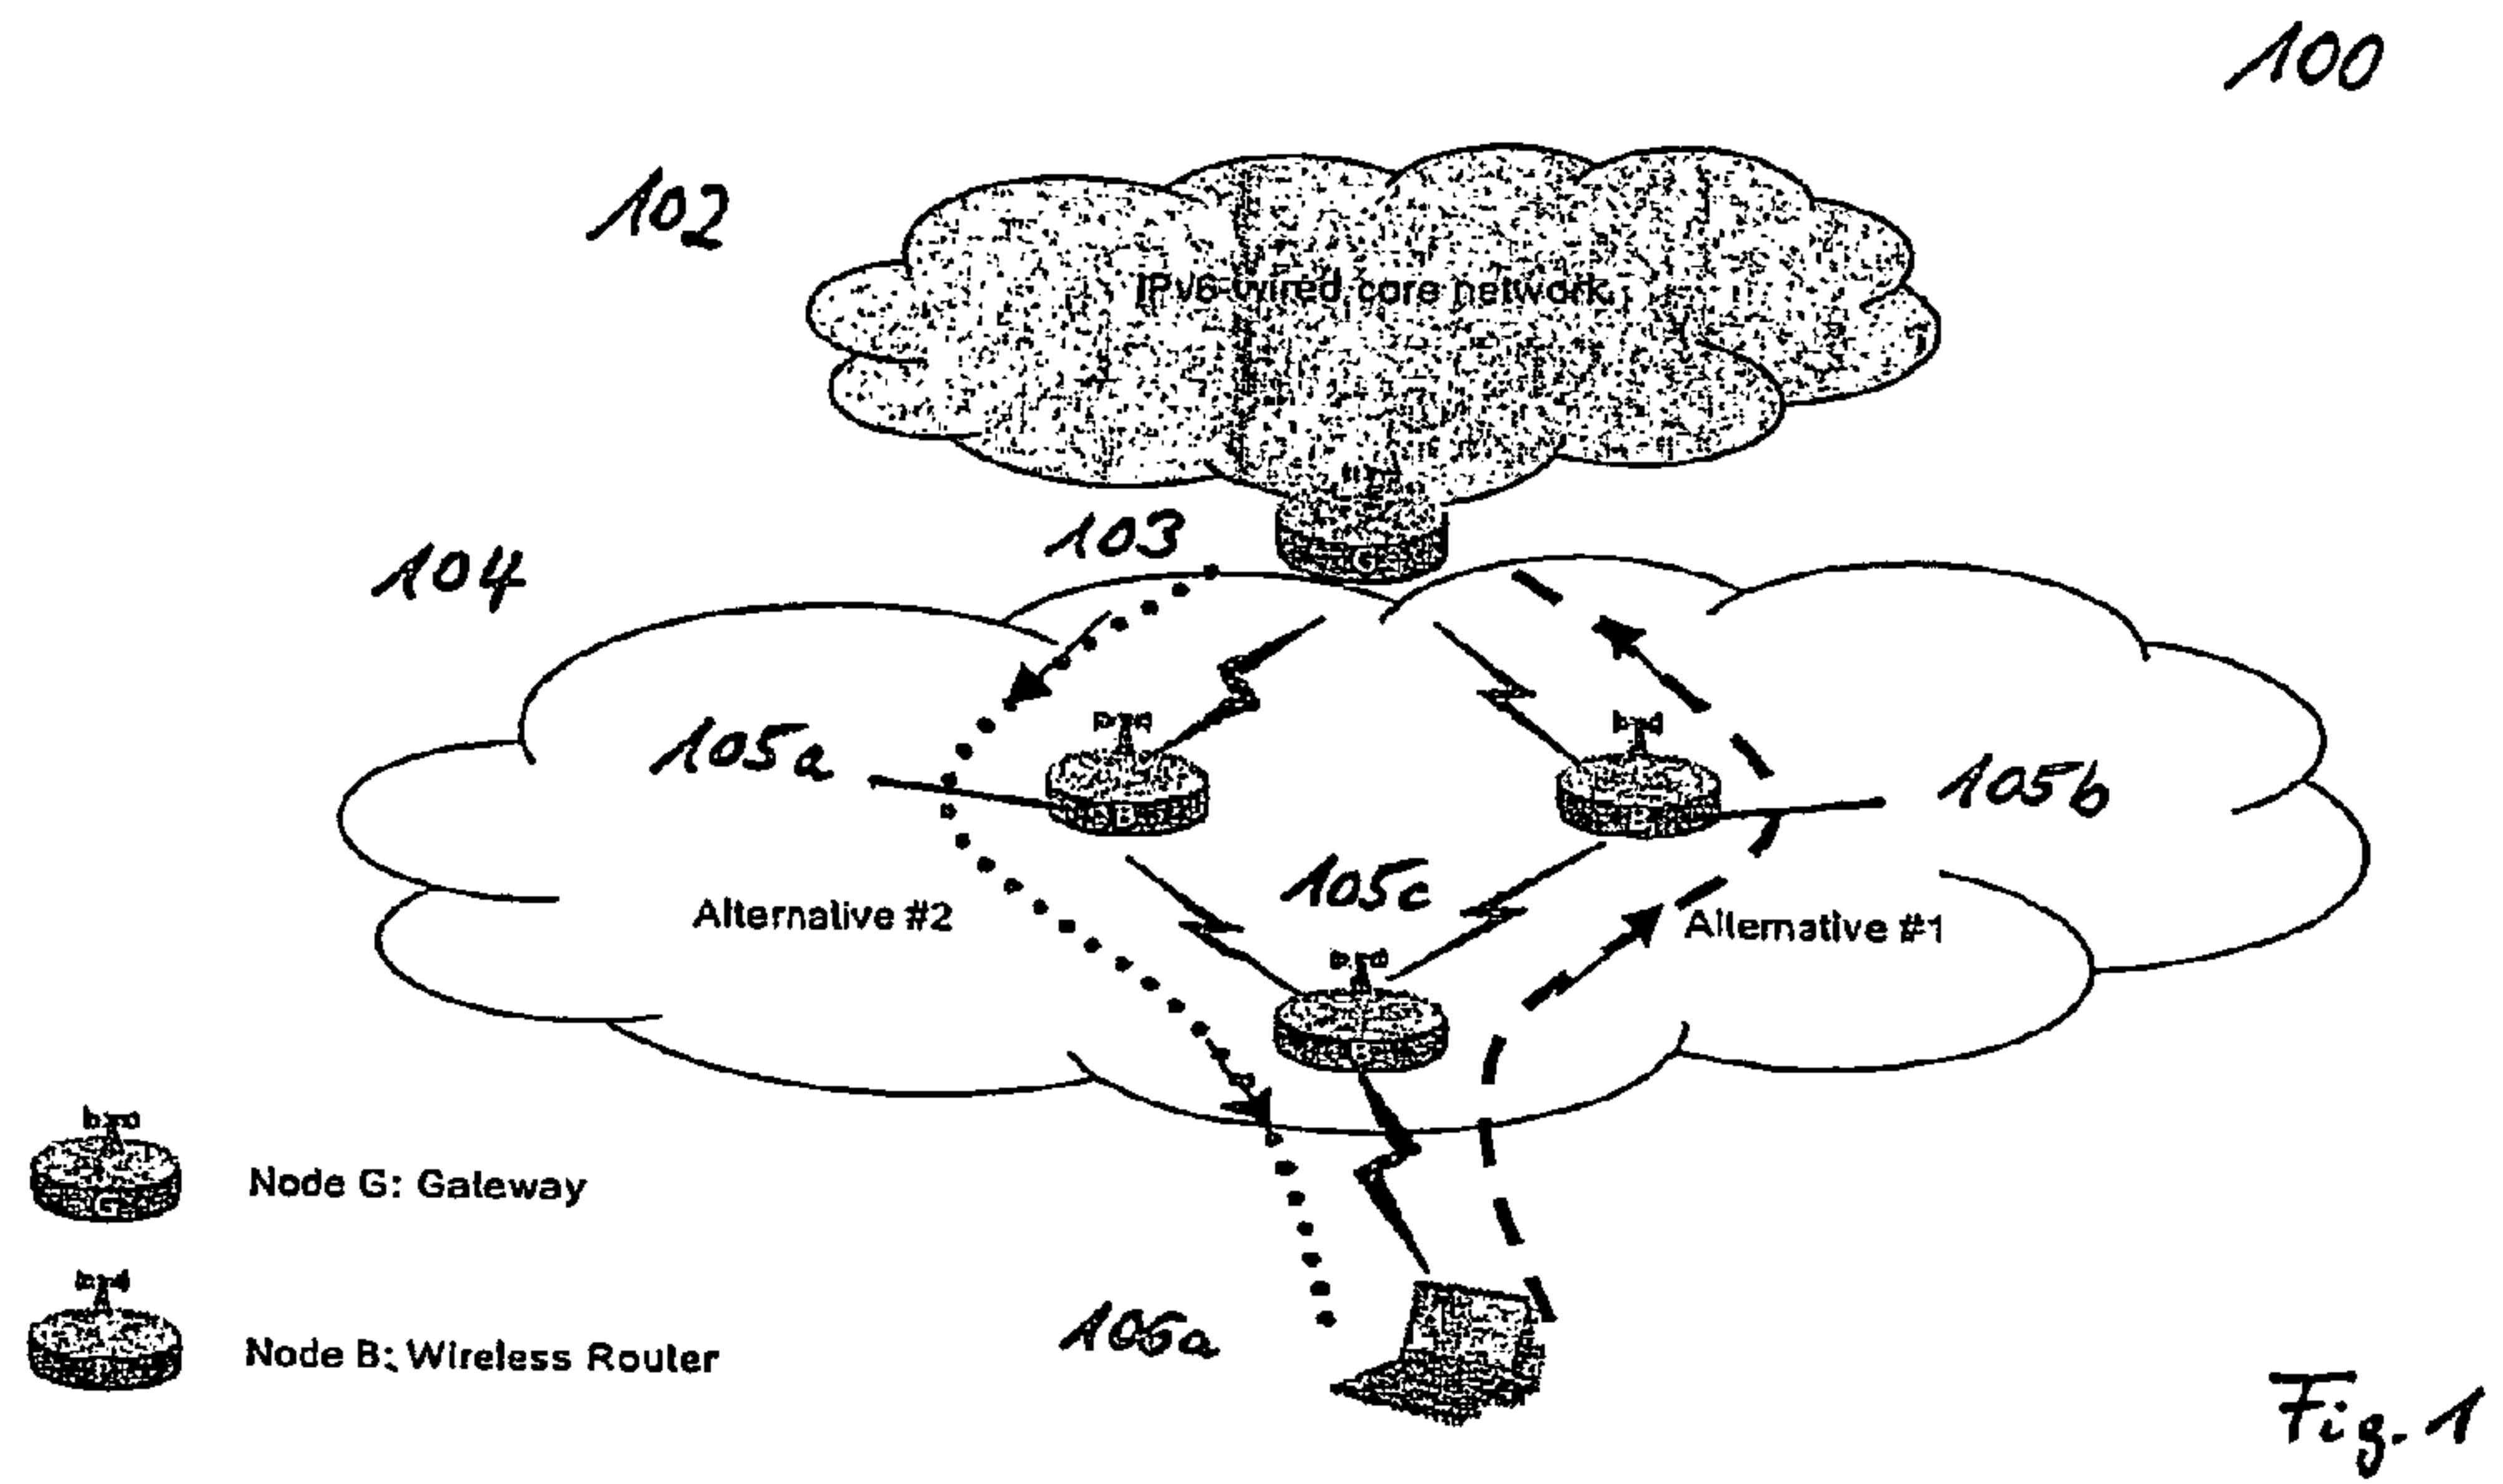 100
102
IPv6-wired core network
103
104
G
105a
105b
B
B
105c
Alternative #2
Alternative #1
B
Node G: Gateway
G
Node B: Wireless Router
106a
Fig. 1